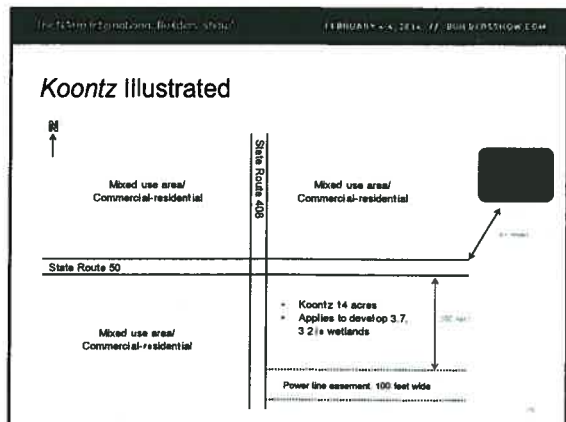 Koontz Illustrated
N
State Route 408
Mixed use area/
Commercial-residential
Mixed use area/
Commercial-residential
State Route 50
• Koontz 14 acres
• Applies to develop 3.7,
3.2 is wetlands
Mixed use area/
Commercial-residential
Power line easement 100 feet wide